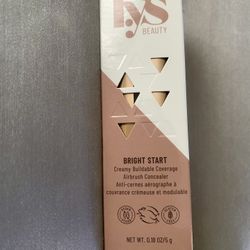 LYS
BEAUTY
BRIGHT START
Creamy Buildable Coverage
Airbrush Concealer
Anti-cernes aérographe à
couvrance crémeuse et modulable
NET WT. 0.18 OZ/5g